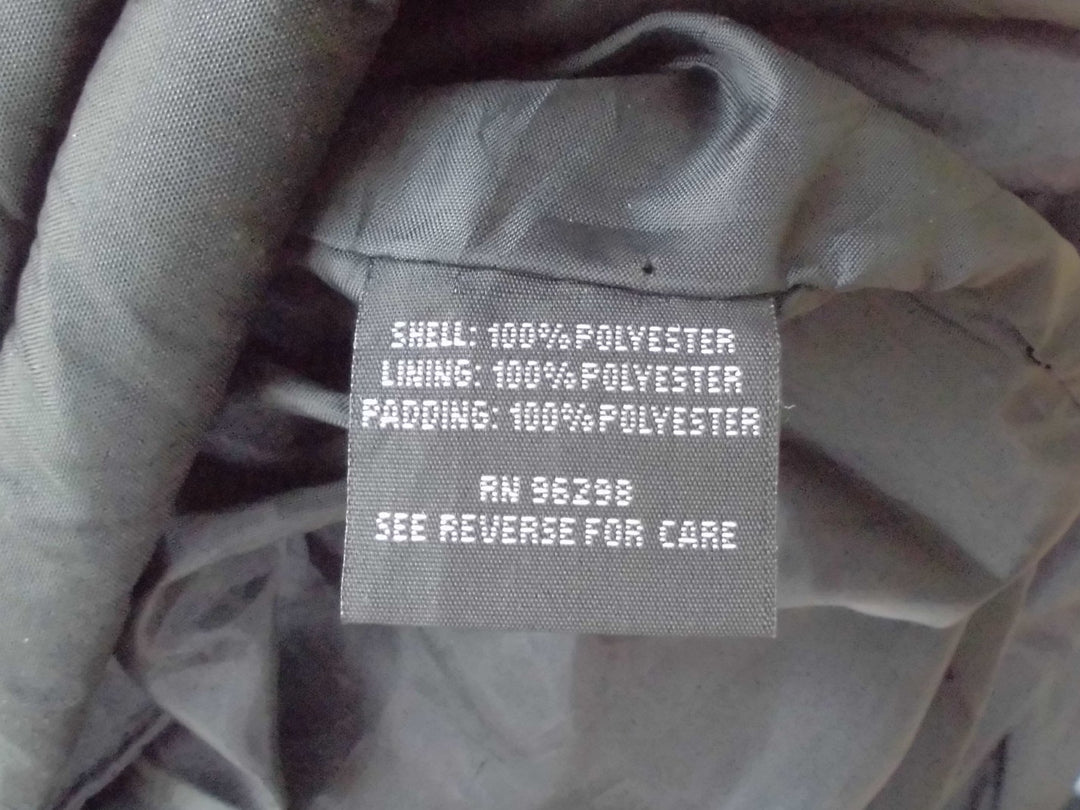 SHELL: 100% POLYESTER
LINING: 100% POLYESTER
PADDING: 100% POLYESTER
RN 96298
SEE REVERSE FOR CARE